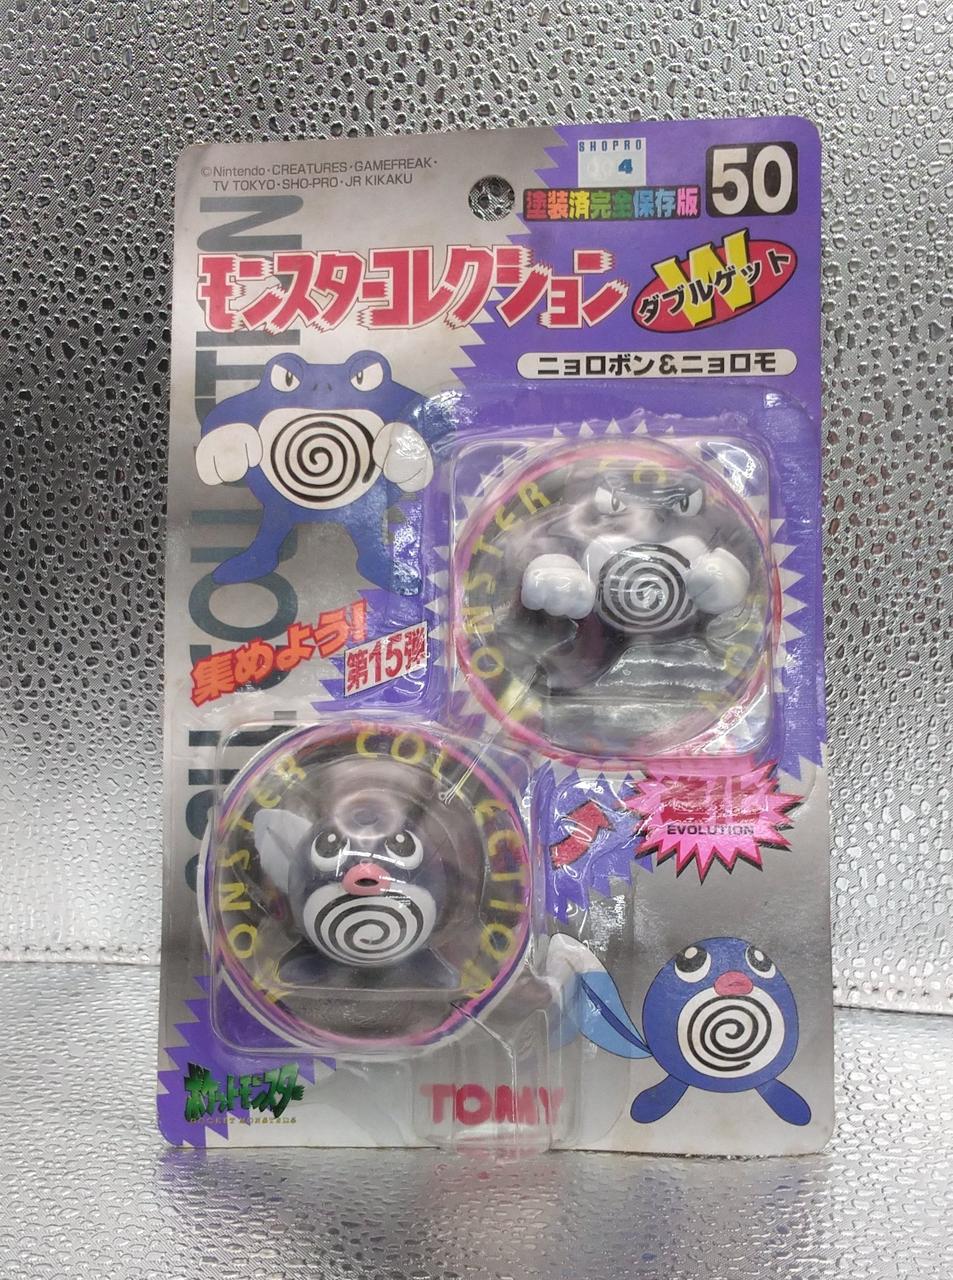 ©Nintendo・CREATURES・GAMEFREAK・
TV TOKYO・SHO-PRO・JR KIKAKU
SHOPRO
4
塗装済完全保存版
50
モンスターコレクション
W
ダブルゲット
ニョロボン&ニョロモ
集めよう!
第15弾
MONSTER COLLECTION
進化
EVOLUTION
ポケットモンスター
POCKET MONSTERS
TOMY